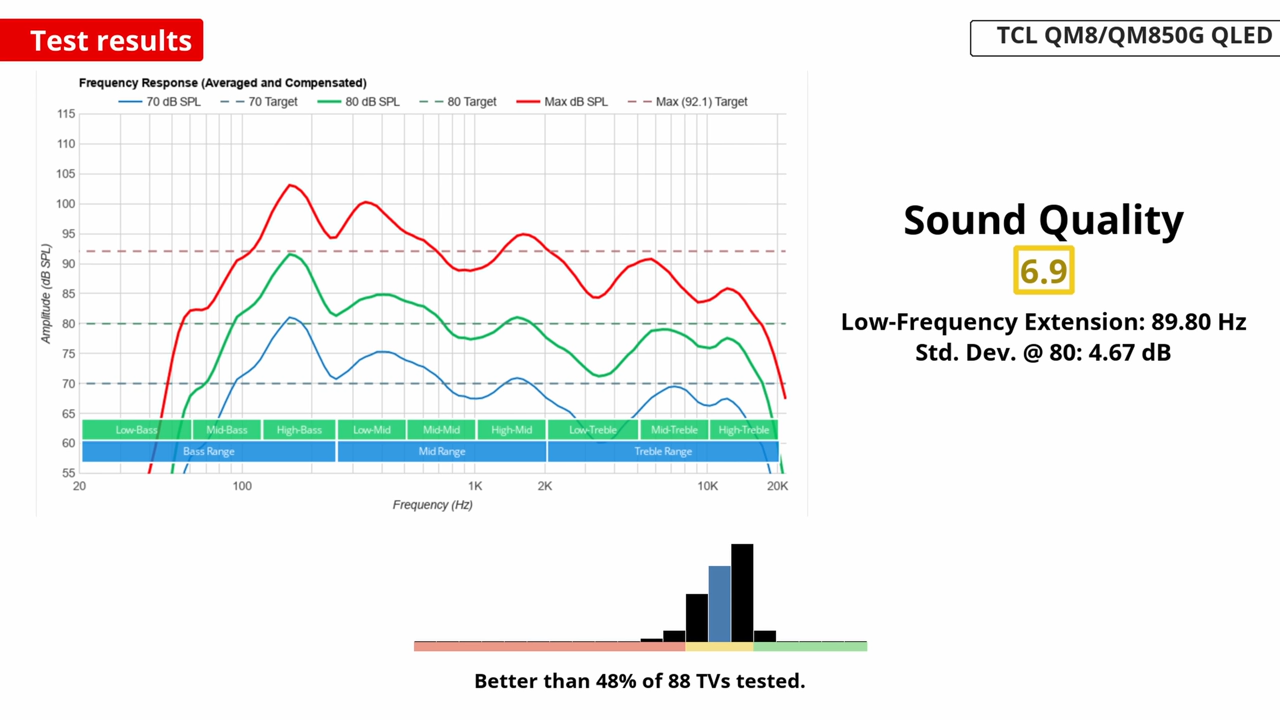 Test results
TCL QM8/QM850G QLED
Frequency Response (Averaged and Compensated)
70 dB SPL 70 Target 80 dB SPL 80 Target Max dB SPL Max (92.1) Target
115
110
105
100
95
90
85
80
75
70
65
60
55
Amplitude (dB SPL)
Low-Bass Mid-Bass High-Bass Low-Mid Mid-Mid High-Mid Low-Treble Mid-Treble High-Treble
Bass Range Mid Range Treble Range
20 100 1K 2K 10K 20K
Frequency (Hz)
Sound Quality
6.9
Low-Frequency Extension: 89.80 Hz
Std. Dev. @ 80: 4.67 dB
Better than 48% of 88 TVs tested.